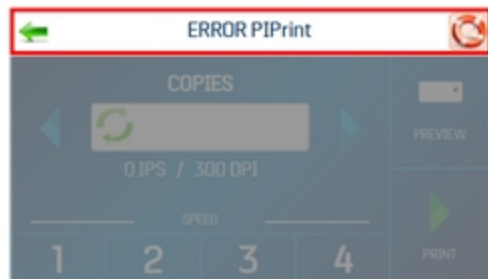 ERROR PIPrint
COPIES
0 IPS / 300 DPI
PREVIEW
SPEED
1 2 3 4
PRINT